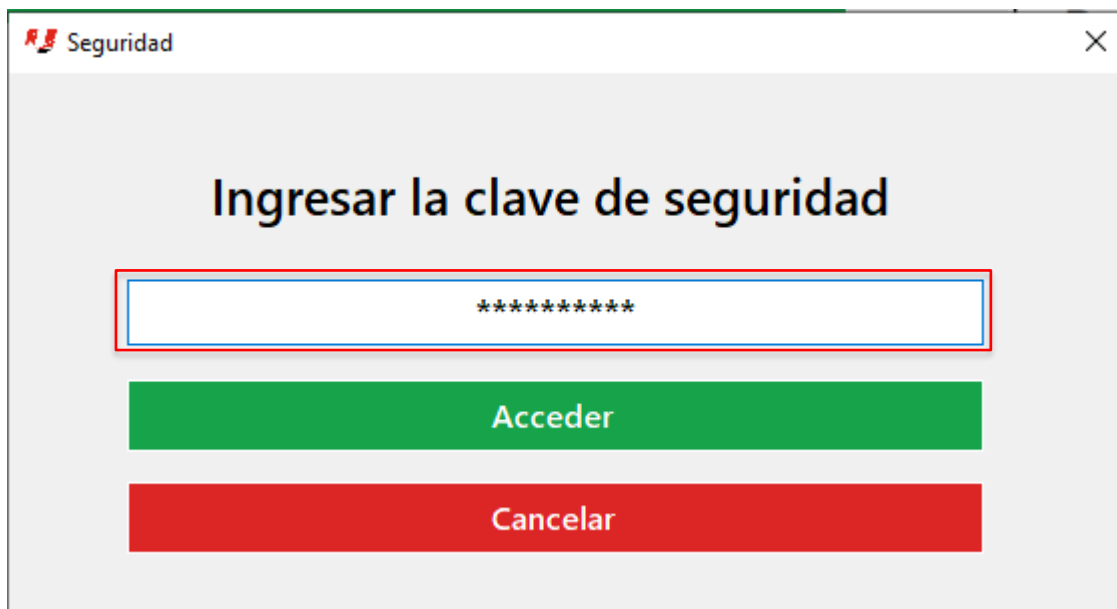 Seguridad
Ingresar la clave de seguridad
**********
Acceder
Cancelar